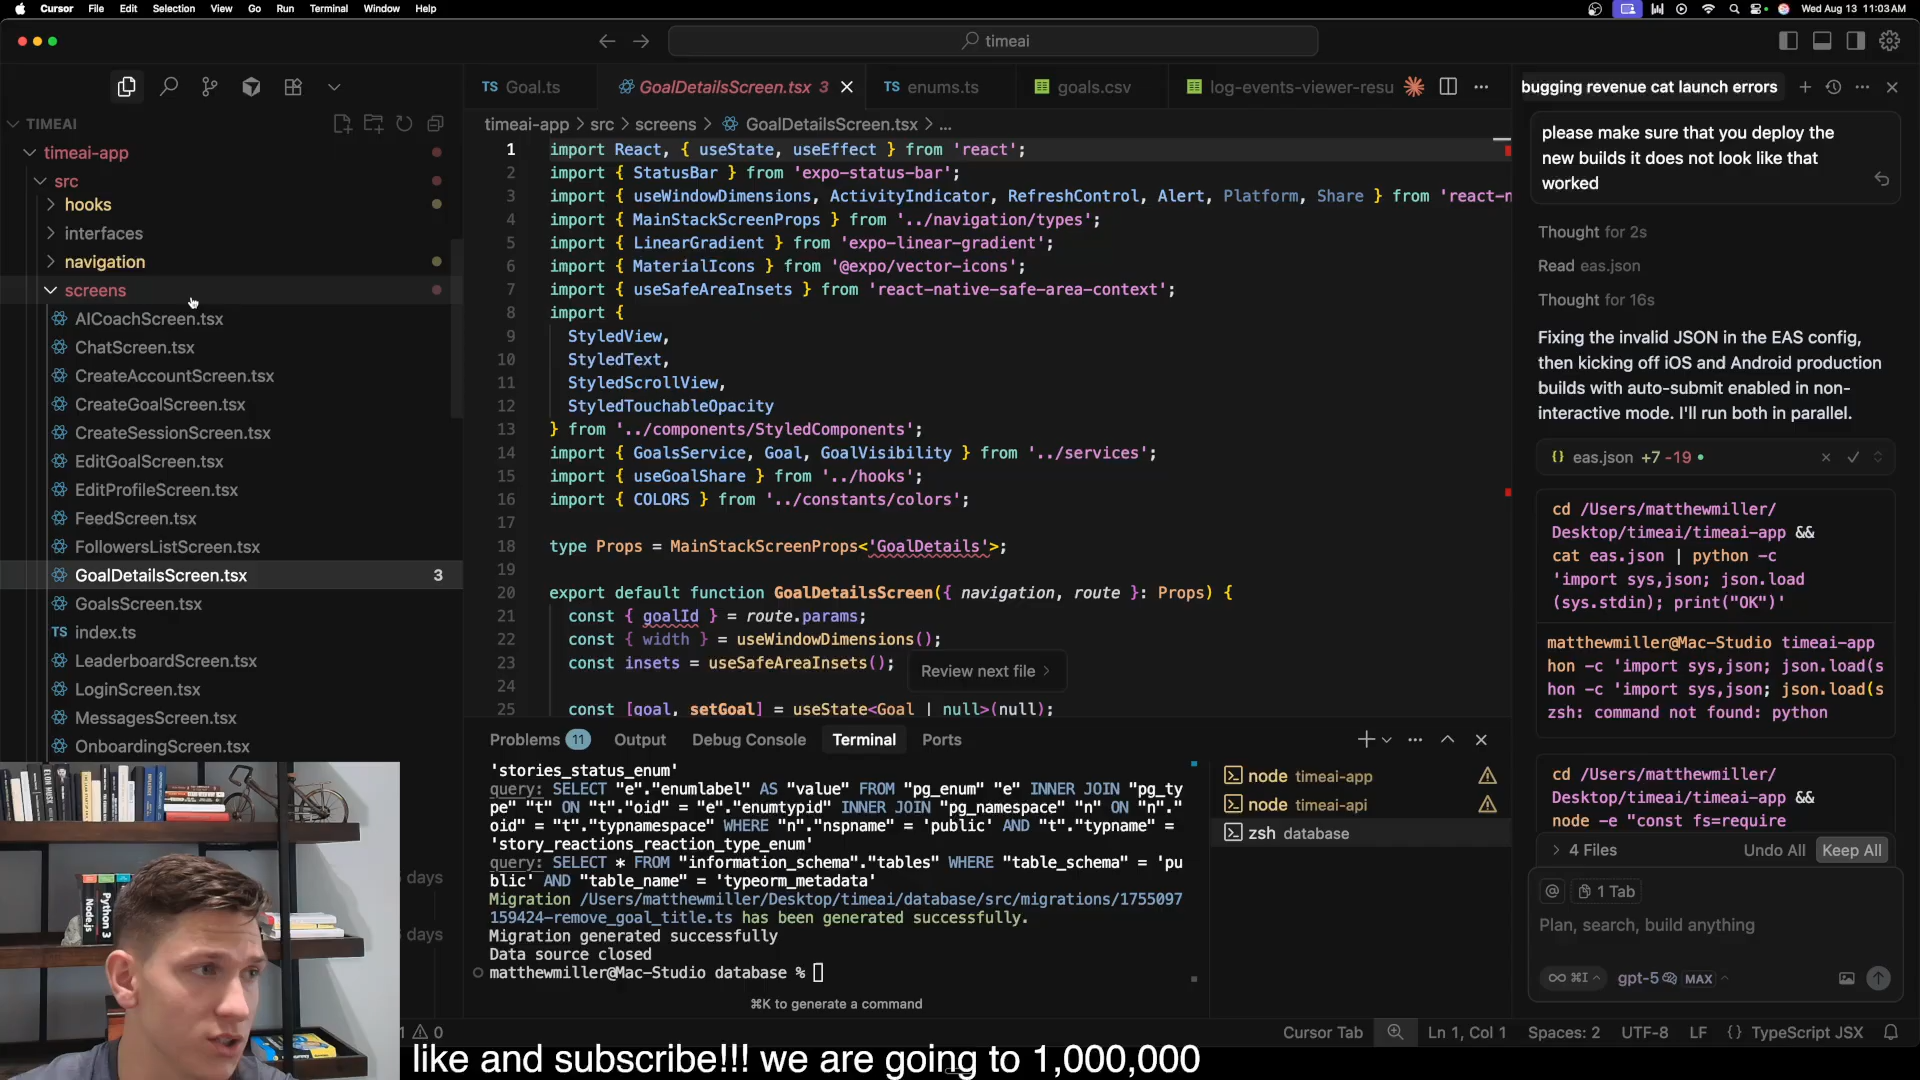 Cursor File Edit Selection View Go Run Terminal Window Help
Wed Aug 13 11:03 AM
timeai
TIMEAI
timeai-app
src
hooks
interfaces
navigation
screens
AICoachScreen.tsx
ChatScreen.tsx
CreateAccountScreen.tsx
CreateGoalScreen.tsx
CreateSessionScreen.tsx
EditGoalScreen.tsx
EditProfileScreen.tsx
FeedScreen.tsx
FollowersListScreen.tsx
GoalDetailsScreen.tsx 3
GoalsScreen.tsx
TS index.ts
LeaderboardScreen.tsx
LoginScreen.tsx
MessagesScreen.tsx
OnboardingScreen.tsx
days
days
TS Goal.ts GoalDetailsScreen.tsx 3 TS enums.ts goals.csv log-events-viewer-resu
timeai-app > src > screens > GoalDetailsScreen.tsx > ...
1 import React, { useState, useEffect } from 'react';
2 import { StatusBar } from 'expo-status-bar';
3 import { useWindowDimensions, ActivityIndicator, RefreshControl, Alert, Platform, Share } from 'react-n
4 import { MainStackScreenProps } from '../navigation/types';
5 import { LinearGradient } from 'expo-linear-gradient';
6 import { MaterialIcons } from '@expo/vector-icons';
7 import { useSafeAreaInsets } from 'react-native-safe-area-context';
8 import {
9 StyledView,
10 StyledText,
11 StyledScrollView,
12 StyledTouchableOpacity
13 } from '../components/StyledComponents';
14 import { GoalsService, Goal, GoalVisibility } from '../services';
15 import { useGoalShare } from '../hooks';
16 import { COLORS } from '../constants/colors';
17
18 type Props = MainStackScreenProps<'GoalDetails'>;
19
20 export default function GoalDetailsScreen({ navigation, route }: Props) {
21 const { goalId } = route.params;
22 const { width } = useWindowDimensions();
23 const insets = useSafeAreaInsets();
Review next file >
24
25 const [goal, setGoal] = useState<Goal | null>(null);
Problems 11 Output Debug Console Terminal Ports
'stories_status_enum'
query: SELECT "e"."enumlabel" AS "value" FROM "pg_enum" "e" INNER JOIN "pg_ty
pe" "t" ON "t"."oid" = "e"."enumtypid" INNER JOIN "pg_namespace" "n" ON "n"."
oid" = "t"."typnamespace" WHERE "n"."nspname" = 'public' AND "t"."typname" =
'story_reactions_reaction_type_enum'
query: SELECT * FROM "information_schema"."tables" WHERE "table_schema" = 'pu
blic' AND "table_name" = 'typeorm_metadata'
Migration /Users/matthewmiller/Desktop/timeai/database/src/migrations/1755097
159424-remove_goal_title.ts has been generated successfully.
Migration generated successfully
Data source closed
matthewmiller@Mac-Studio database %
⌘K to generate a command
node timeai-app
node timeai-api
zsh database
bugging revenue cat launch errors
please make sure that you deploy the
new builds it does not look like that
worked
Thought for 2s
Read eas.json
Thought for 16s
Fixing the invalid JSON in the EAS config,
then kicking off iOS and Android production
builds with auto-submit enabled in non-
interactive mode. I'll run both in parallel.
{} eas.json +7 -19
cd /Users/matthewmiller/
Desktop/timeai/timeai-app &&
cat eas.json | python -c
'import sys,json; json.load
(sys.stdin); print("OK")'
matthewmiller@Mac-Studio timeai-app
hon -c 'import sys,json; json.load(s
hon -c 'import sys,json; json.load(s
zsh: command not found: python
cd /Users/matthewmiller/
Desktop/timeai/timeai-app &&
node -e "const fs=require
> 4 Files Undo All Keep All
@ 1 Tab
Plan, search, build anything
∞ ⌘I gpt-5 MAX
1 0
Cursor Tab Ln 1, Col 1 Spaces: 2 UTF-8 LF {} TypeScript JSX
Node.js
Python 3
like and subscribe!!! we are going to 1,000,000